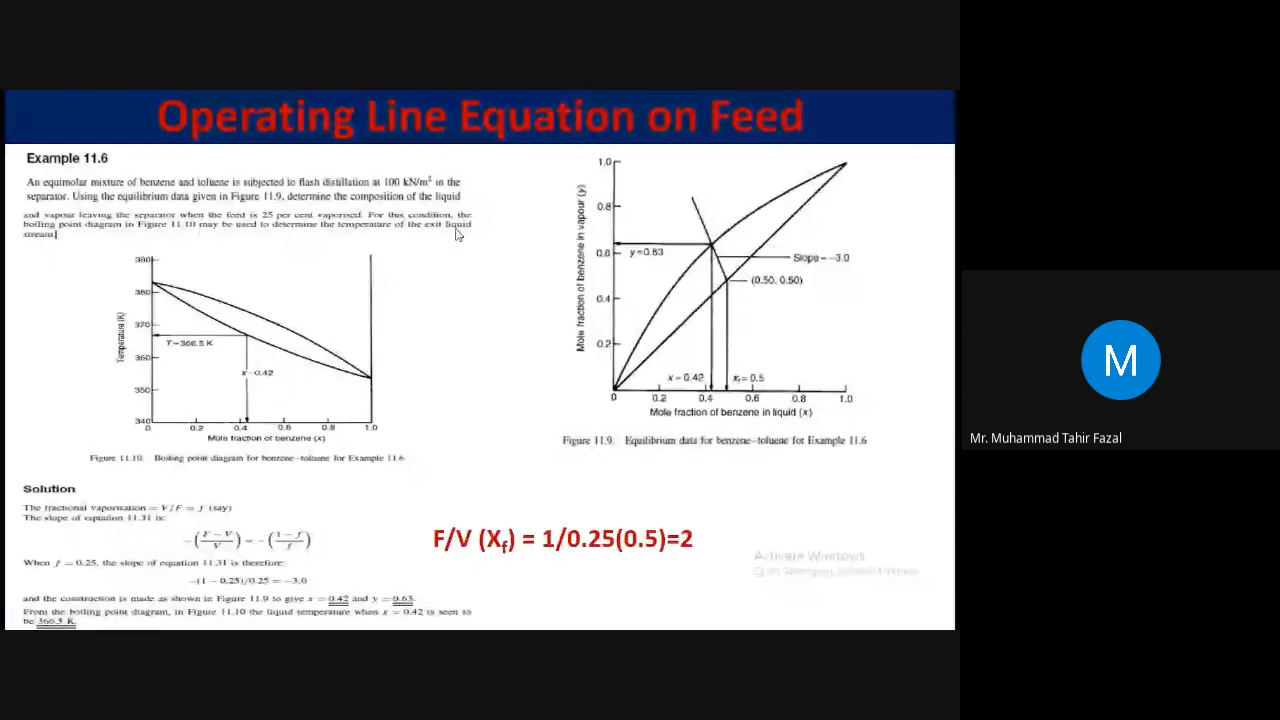 Operating Line Equation on Feed
Example 11.6
An equimolar mixture of benzene and toluene is subjected to flash distillation at 100 kN/m² in the
separator. Using the equilibrium data given in Figure 11.9, determine the composition of the liquid
and vapour leaving the separator when the feed is 25 per cent vaporised. For this condition, the
boiling point diagram in Figure 11.10 may be used to determine the temperature of the exit liquid
stream.
Temperature (K)
390
380
370
360
350
340
T=366.5 K
x=0.42
0 0.2 0.4 0.6 0.8 1.0
Mole fraction of benzene (x)
Figure 11.10. Boiling point diagram for benzene–toluene for Example 11.6
Mole fraction of benzene in vapour (y)
1.0
0.8
0.6
0.4
0.2
y=0.63
Slope=−3.0
(0.50, 0.50)
x=0.42
xf=0.5
0 0.2 0.4 0.6 0.8 1.0
Mole fraction of benzene in liquid (x)
Figure 11.9. Equilibrium data for benzene–toluene for Example 11.6
Solution
The fractional vaporisation = V/F = f (say)
The slope of equation 11.31 is:
−(F − V / V) = −(1 − f / f)
When f = 0.25, the slope of equation 11.31 is therefore:
−(1 − 0.25)/0.25 = −3.0
and the construction is made as shown in Figure 11.9 to give x = 0.42 and y = 0.63.
From the boiling point diagram, in Figure 11.10 the liquid temperature when x = 0.42 is seen to
be 366.5 K.
F/V (Xf) = 1/0.25(0.5)=2
Activate Windows
M
Mr. Muhammad Tahir Fazal